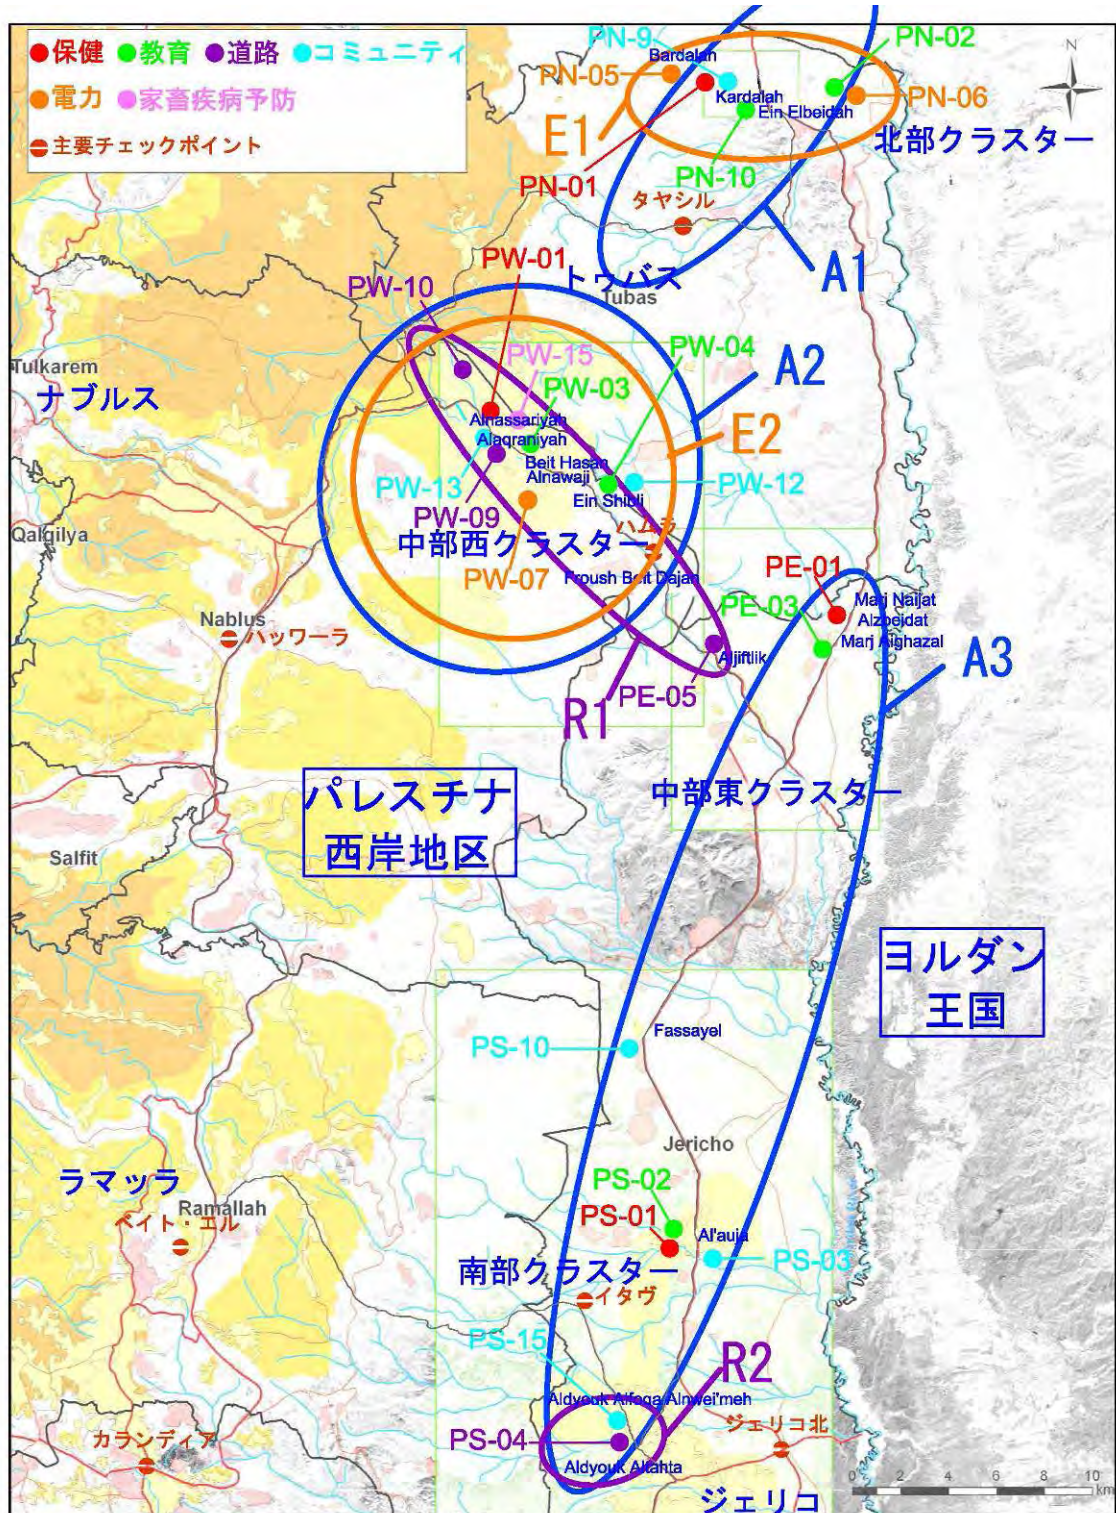 保健 教育 道路 コミュニティ
電力 家畜疾病予防
主要チェックポイント
N
PN-9
Bardalah
PN-05
PN-02
Kardalah
Ein Elbeidah
PN-06
E1
北部クラスター
PN-01
PN-10
タヤシル
A1
PW-01
トゥバス
PW-10
Tubas
PW-15
PW-04
Tulkarem
ナブルス
PW-03
A2
Alnassariyah
Alaqraniyah
E2
Beit Hasan
Alnawaji
PW-13
PW-12
Ein Shibli
PW-09
ハムラ
Qalqilya
中部西クラスター
PW-07
Froush Beit Dajan
PE-01
PE-03
Marj Naijat
Alzbeidat
Marj Alghazal
Nablus
ハッワーラ
A3
Aljiftlik
R1
PE-05
パレスチナ
西岸地区
中部東クラスター
Salfit
ヨルダン
王国
Fassayel
PS-10
Jericho
ラマッラ
PS-02
Ramallah
ベイト・エル
PS-01
Al'auja
PS-03
南部クラスター
イタヴ
PS-15
R2
Aldyouk Alfoqa Alnwei'meh
カランディア
PS-04
ジェリコ北
Aldyouk Altahta
ジェリコ
0 2 4 6 8 10
km